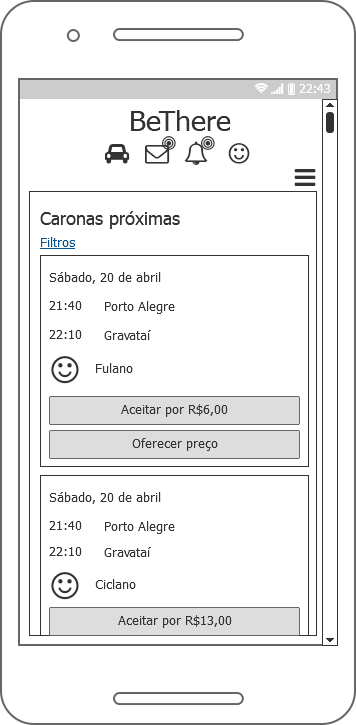 22:43
BeThere
Caronas próximas
Filtros
Sábado, 20 de abril
21:40 Porto Alegre
22:10 Gravataí
Fulano
Aceitar por R$6,00
Oferecer preço
Sábado, 20 de abril
21:40 Porto Alegre
22:10 Gravataí
Ciclano
Aceitar por R$13,00